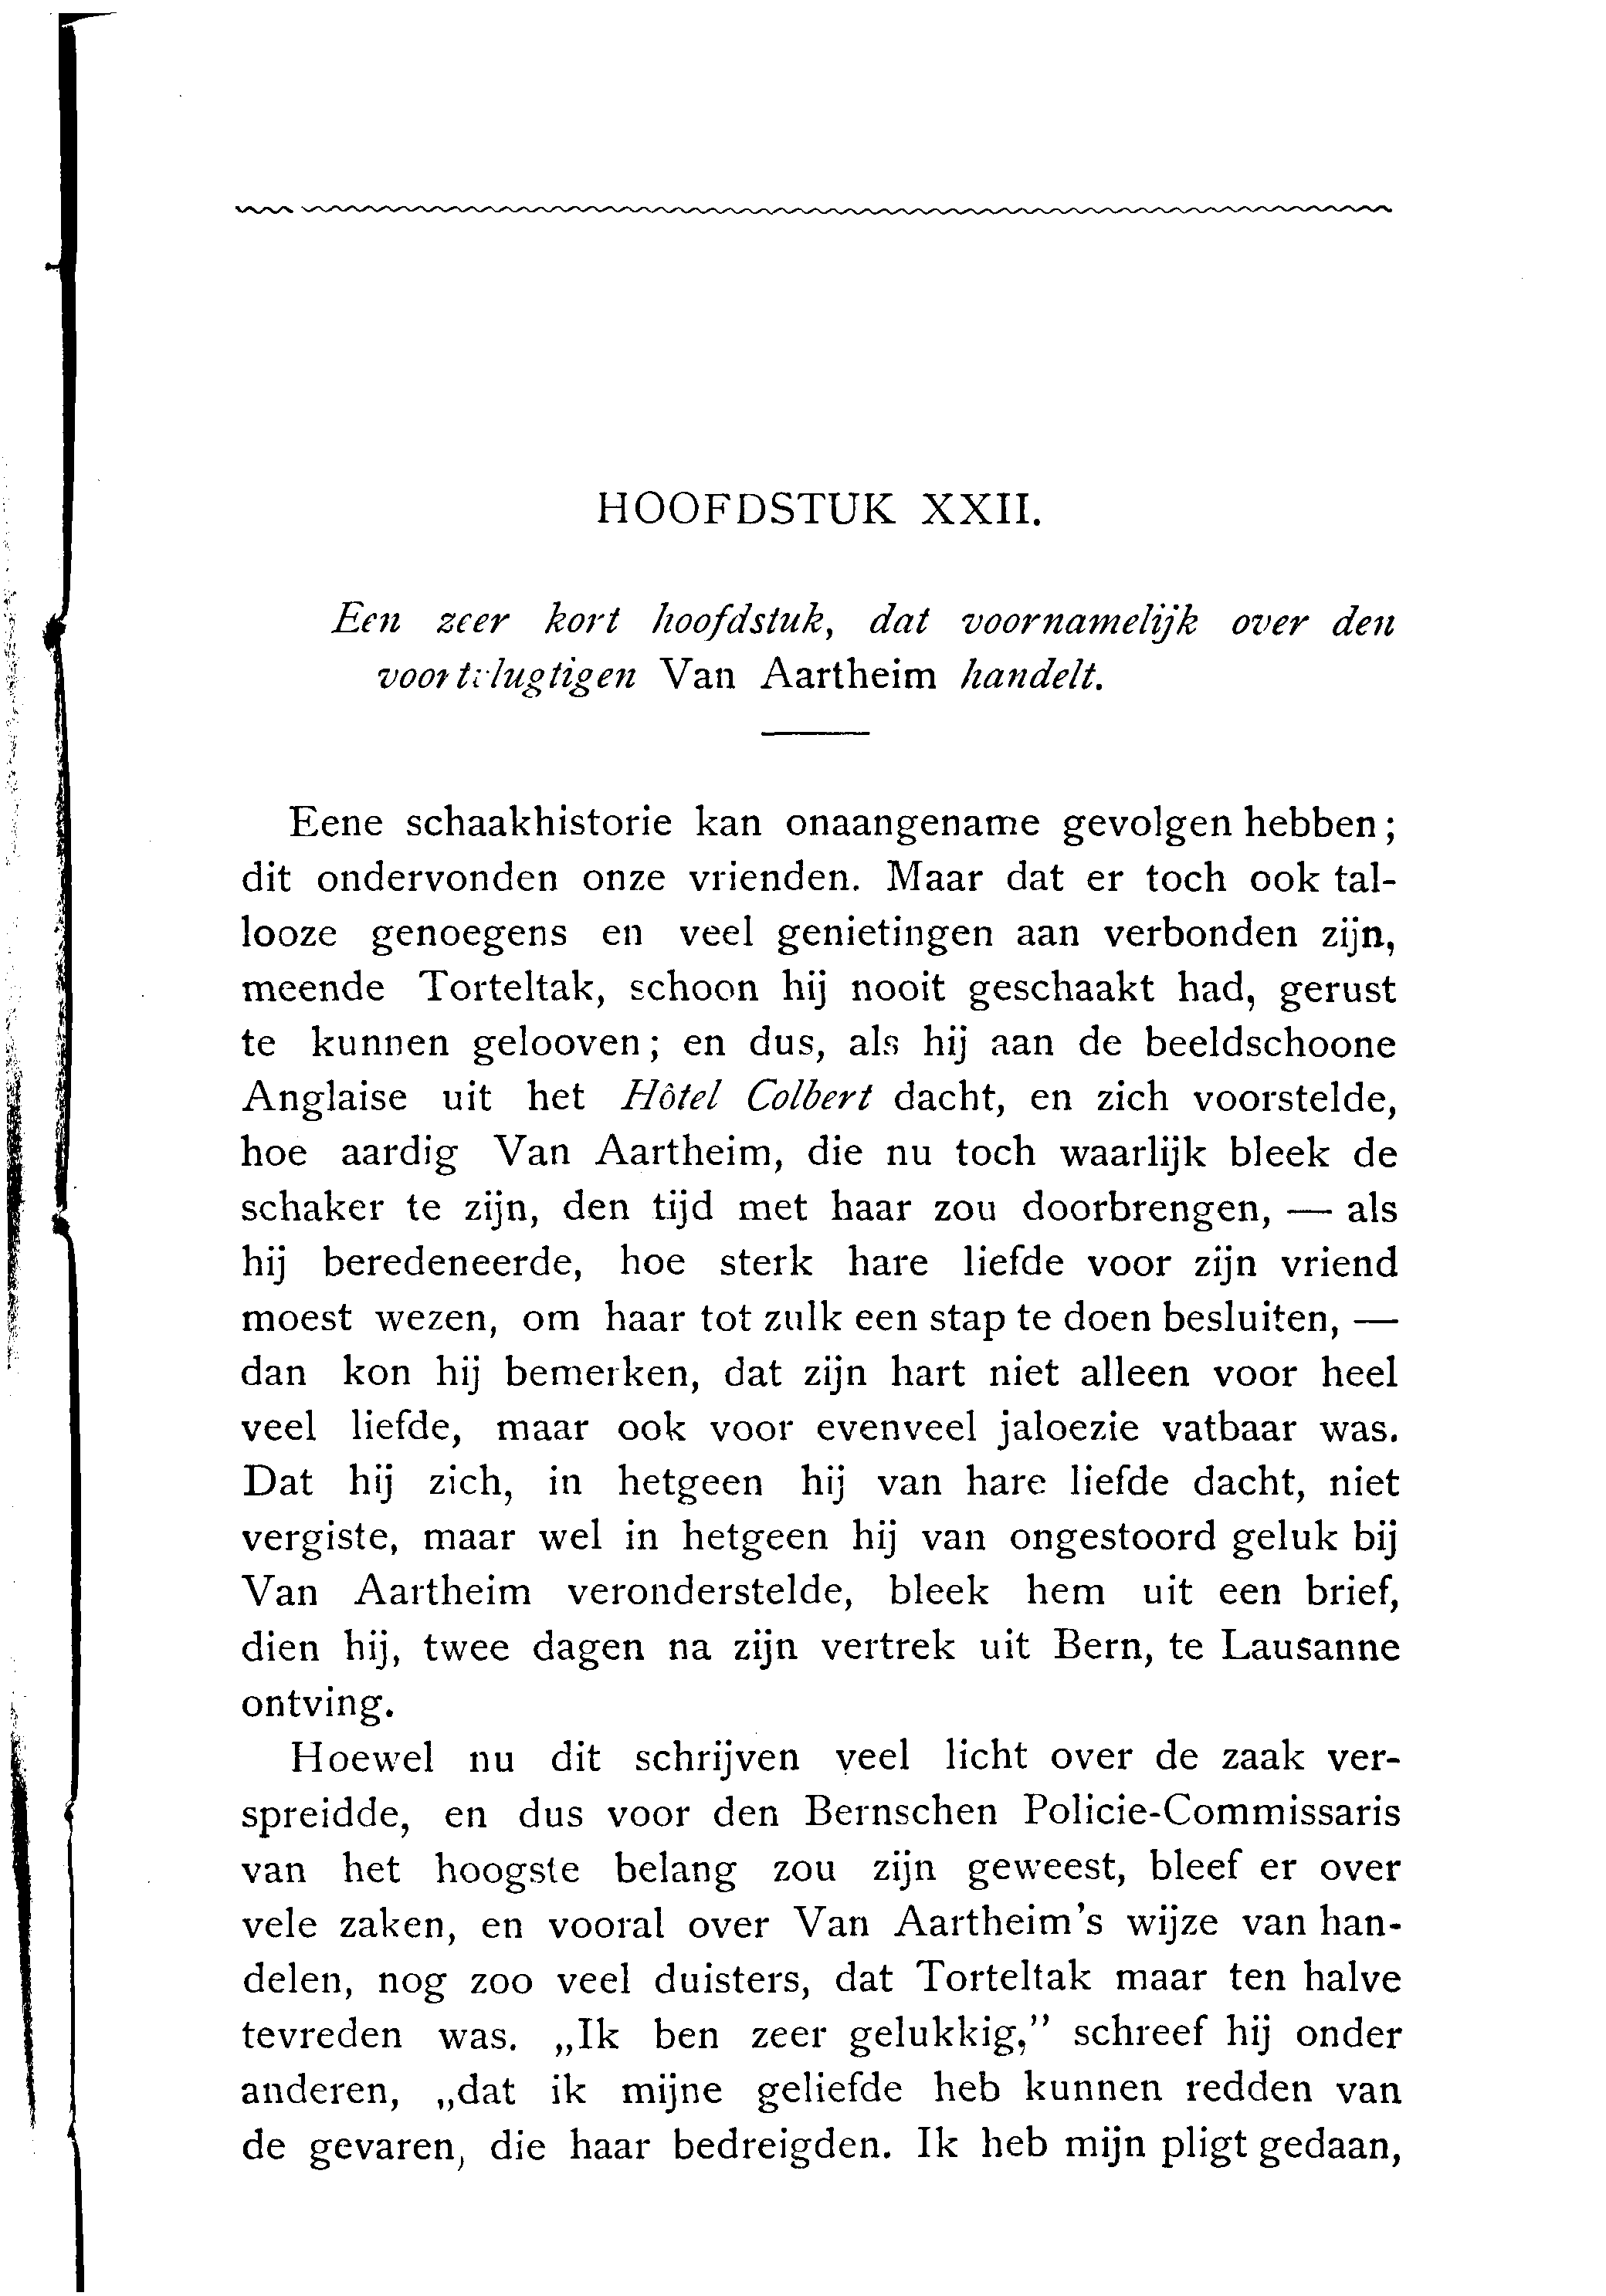 HOOFDSTUK XXII.
Een zeer kort hoofdstuk, dat voornamelijk over den
voortvlugtigen Van Aartheim handelt.
Eene schaakhistorie kan onaangename gevolgen hebben;
dit ondervonden onze vrienden. Maar dat er toch ook tal-
looze genoegens en veel genietingen aan verbonden zijn,
meende Torteltak, schoon hij nooit geschaakt had, gerust
te kunnen gelooven; en dus, als hij aan de beeldschoone
Anglaise uit het Hôtel Colbert dacht, en zich voorstelde,
hoe aardig Van Aartheim, die nu toch waarlijk bleek de
schaker te zijn, den tijd met haar zou doorbrengen, — als
hij beredeneerde, hoe sterk hare liefde voor zijn vriend
moest wezen, om haar tot zulk een stap te doen besluiten, —
dan kon hij bemerken, dat zijn hart niet alleen voor heel
veel liefde, maar ook voor evenveel jaloezie vatbaar was.
Dat hij zich, in hetgeen hij van hare liefde dacht, niet
vergiste, maar wel in hetgeen hij van ongestoord geluk bij
Van Aartheim veronderstelde, bleek hem uit een brief,
dien hij, twee dagen na zijn vertrek uit Bern, te Lausanne
ontving.
Hoewel nu dit schrijven veel licht over de zaak ver-
spreidde, en dus voor den Bernschen Policie-Commissaris
van het hoogste belang zou zijn geweest, bleef er over
vele zaken, en vooral over Van Aartheim's wijze van han-
delen, nog zoo veel duisters, dat Torteltak maar ten halve
tevreden was. „Ik ben zeer gelukkig," schreef hij onder
anderen, „dat ik mijne geliefde heb kunnen redden van
de gevaren, die haar bedreigden. Ik heb mijn pligt gedaan,